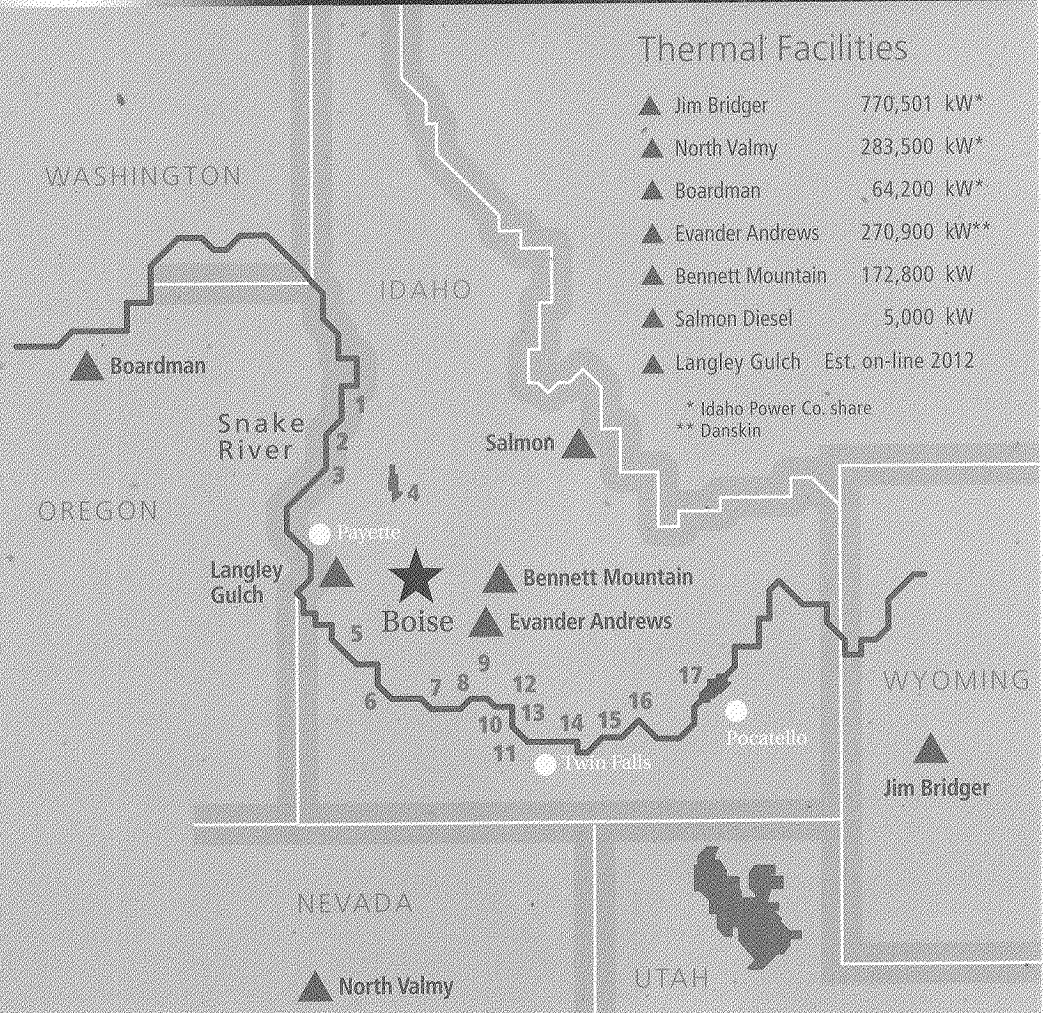 Thermal Facilities
Jim Bridger 770,501 kW*
North Valmy 283,500 kW*
Boardman 64,200 kW*
Evander Andrews 270,900 kW**
Bennett Mountain 172,800 kW
Salmon Diesel 5,000 kW
Langley Gulch Est. on-line 2012
* Idaho Power Co. share
** Danskin
WASHINGTON
IDAHO
Boardman
1
Snake
River
2
3
Salmon
4
OREGON
Payette
Langley
Gulch
Boise
Bennett Mountain
Evander Andrews
5
6
7
8
9
10
11
12
13
14
15
16
17
Twin Falls
Pocatello
WYOMING
Jim Bridger
NEVADA
UTAH
North Valmy